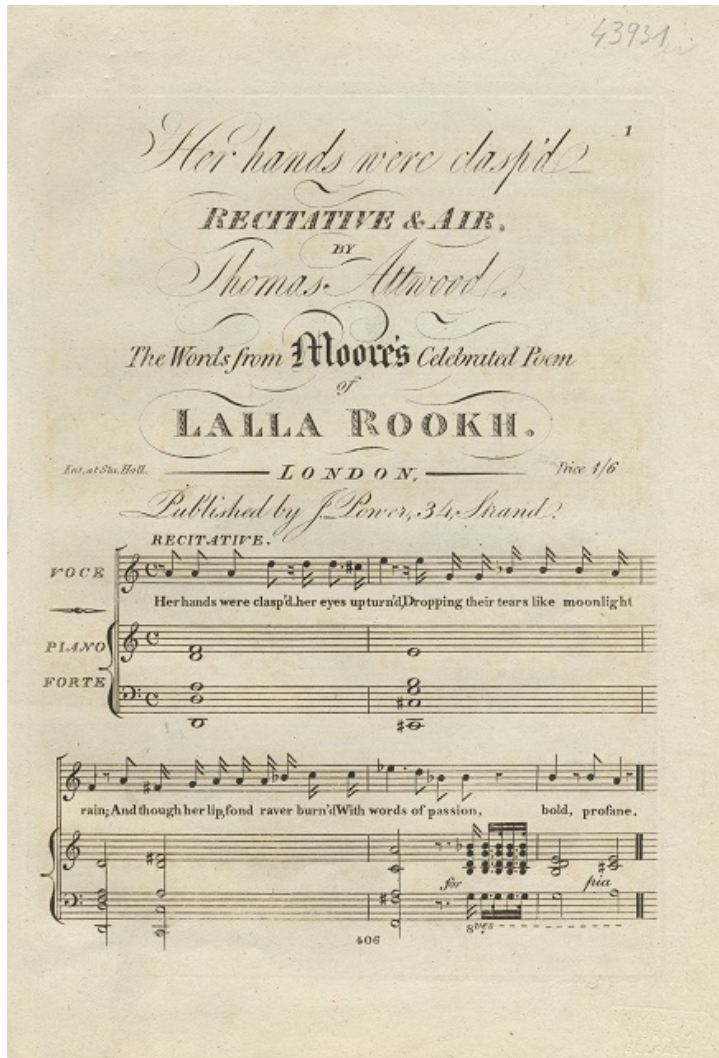 43931
1
Her hands were clasp'd
RECITATIVE & AIR.
BY
Thomas Attwood.
The Words from Moore's Celebrated Poem
of
LALLA ROOKH.
Ent. at Sta. Hall.
LONDON,
Price 1/6
Published by J. Power, 34, Strand.
RECITATIVE.
VOCE
Her hands were clasp'd her eyes upturn'd, Dropping their tears like moonlight
PIANO
FORTE
rain; And though her lip, fond raver burn'd With words of passion, bold, profane.
for
pia
8ves
406